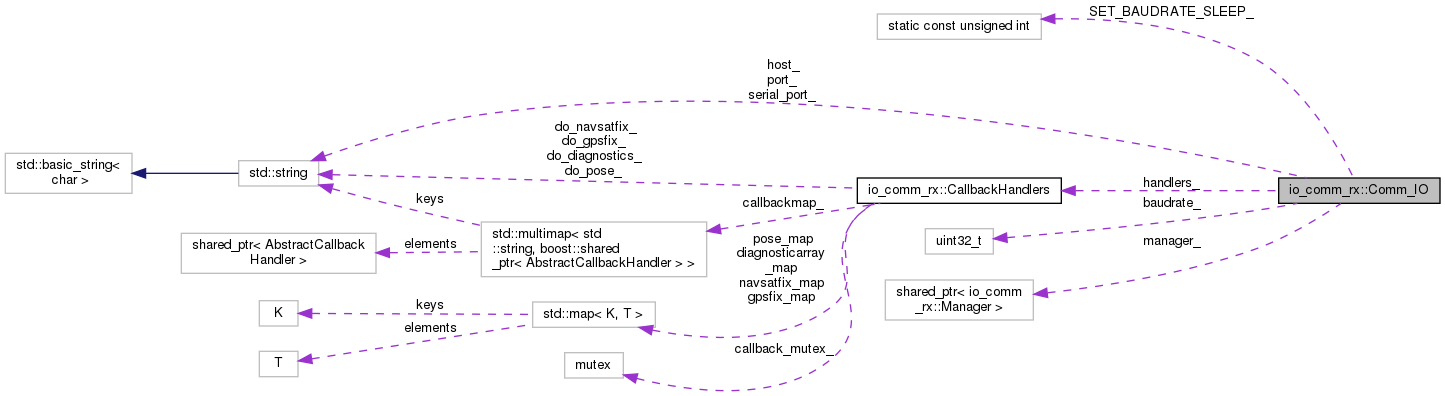 SET_BAUDRATE_SLEEP_
static const unsigned int
host_
port_
serial_port_
do_navsatfix_
do_gpsfix_
do_diagnostics_
do_pose_
std::basic_string<
char >
std::string
io_comm_rx::CallbackHandlers
handlers_
io_comm_rx::Comm_IO
keys
callbackmap_
baudrate_
shared_ptr< AbstractCallback
Handler >
elements
std::multimap< std
::string, boost::shared
_ptr< AbstractCallbackHandler > >
pose_map
diagnosticarray
_map
navsatfix_map
gpsfix_map
uint32_t
manager_
shared_ptr< io_comm
_rx::Manager >
K
keys
std::map< K, T >
elements
T
callback_mutex_
mutex